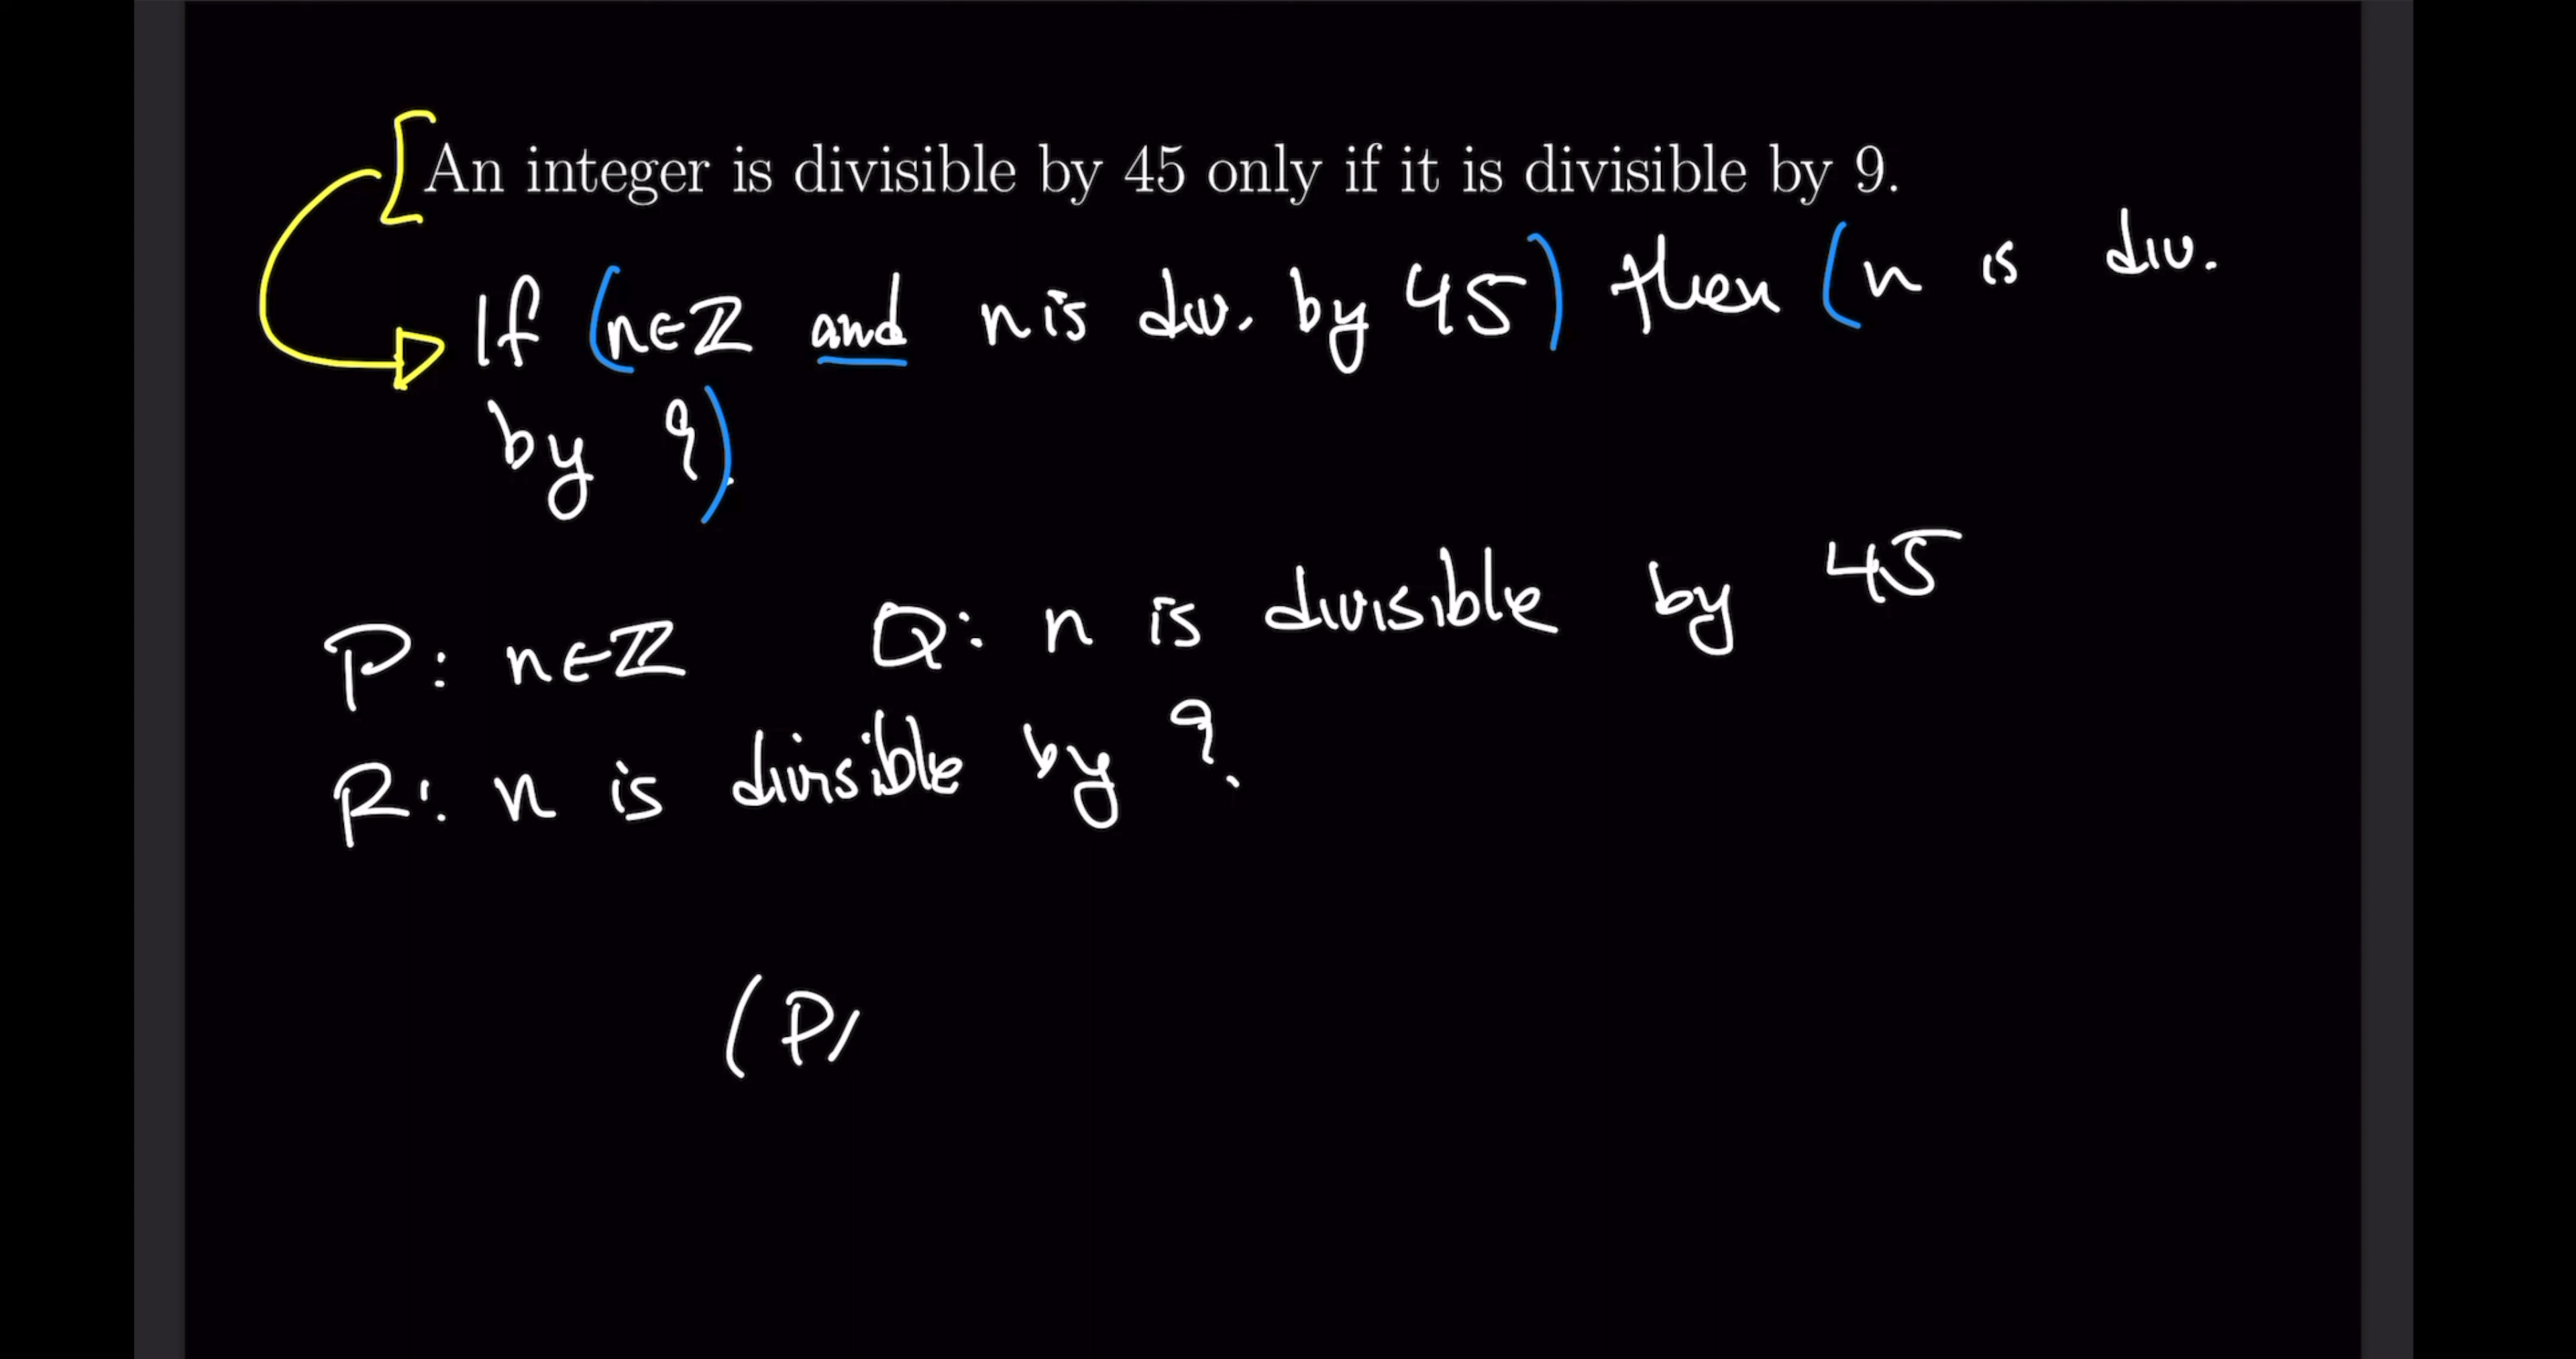 An integer is divisible by 45 only if it is divisible by 9.
If (n∈ℤ and n is div. by 45) then (n is div.
by 9).
P: n∈ℤ Q: n is divisible by 45
R: n is divisible by 9.
(P/